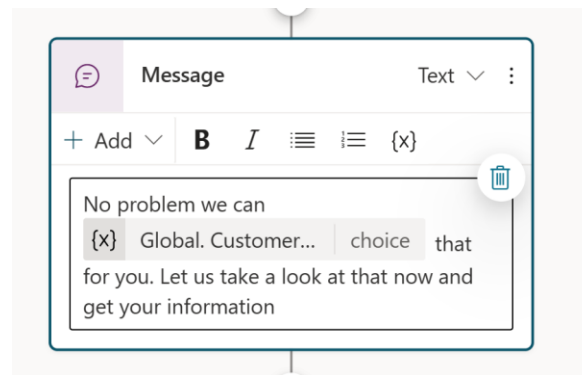 Message Text
Add B I {x}
No problem we can
{x} Global. Customer... choice that
for you. Let us take a look at that now and
get your information